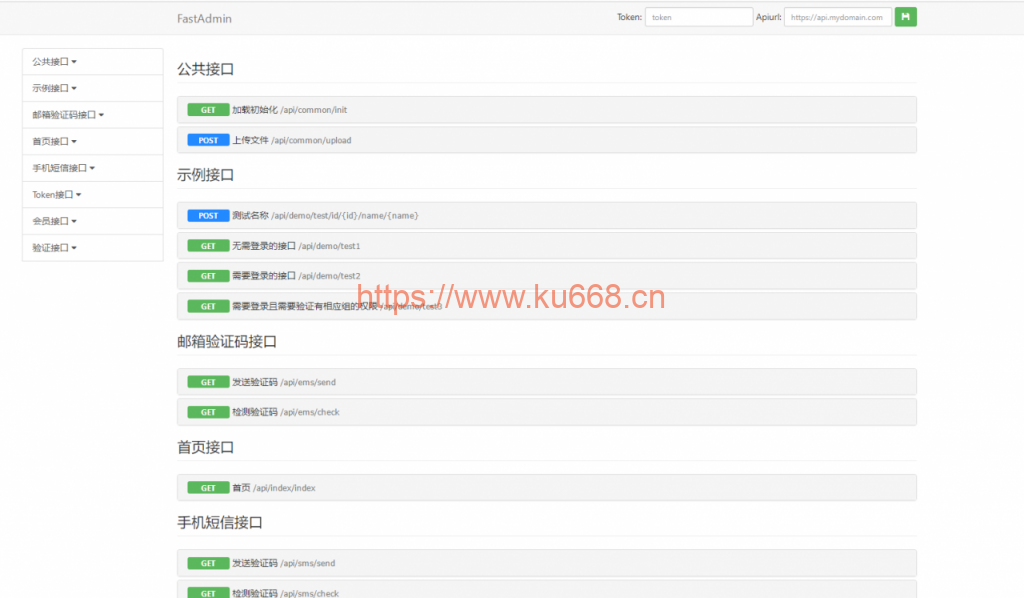 FastAdmin Token: token Apiurl: https://api.mydomain.com
公共接口
示例接口
邮箱验证码接口
首页接口
手机短信接口
Token接口
会员接口
验证接口
公共接口
GET 加载初始化 /api/common/init
POST 上传文件 /api/common/upload
示例接口
POST 测试名称 /api/demo/test/id/{id}/name/{name}
GET 无需登录的接口 /api/demo/test1
GET 需要登录的接口 /api/demo/test2
https://www.ku668.cn
GET 需要登录且需要验证有相应组的权限 /api/demo/test3
邮箱验证码接口
GET 发送验证码 /api/ems/send
GET 检测验证码 /api/ems/check
首页接口
GET 首页 /api/index/index
手机短信接口
GET 发送验证码 /api/sms/send
GET 检测验证码 /api/sms/check